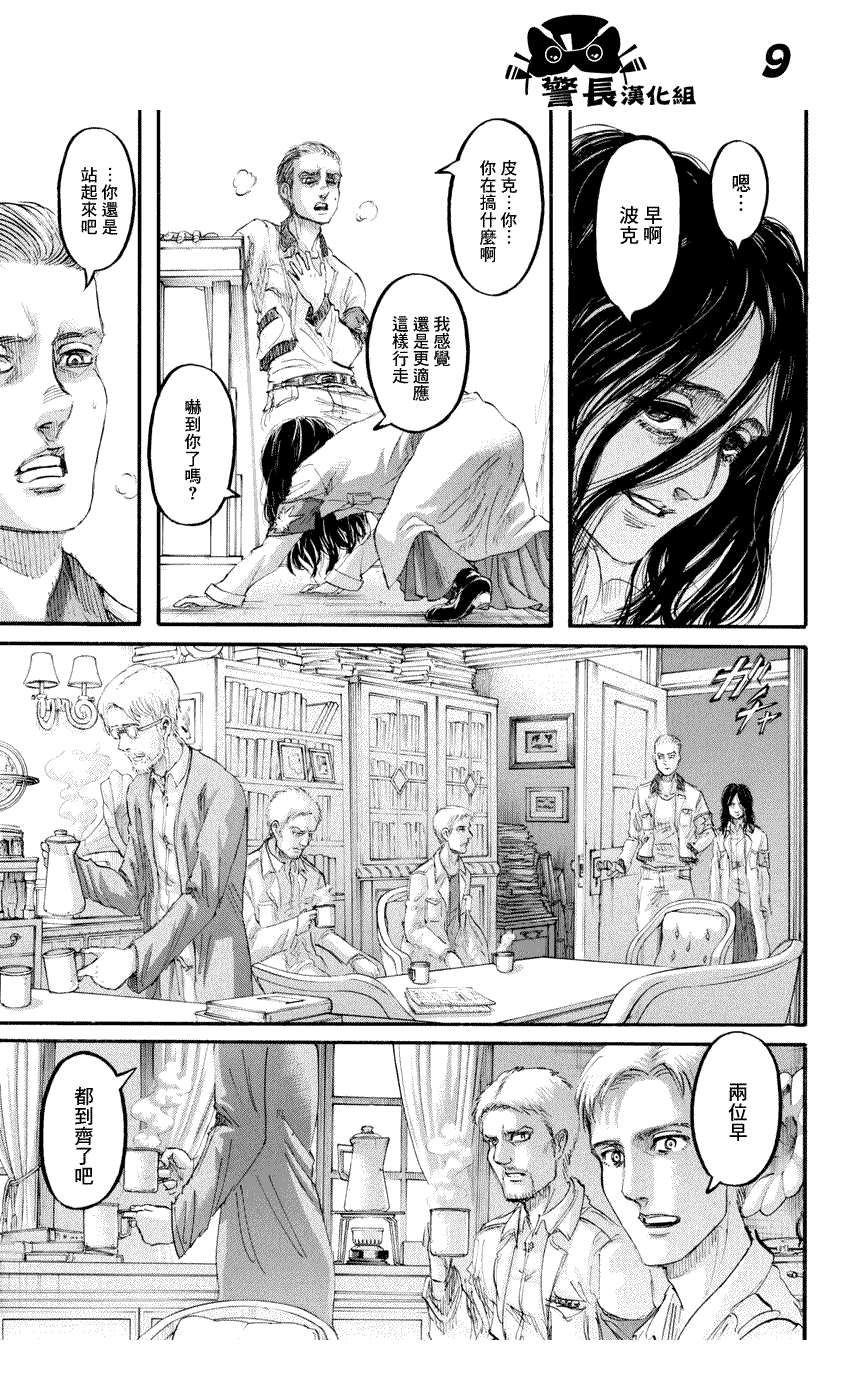 警長漢化組
9
嗯…
早啊
波克
皮克…你…
你在搞什麼啊
我感覺
還是更適應
這樣行走
嚇到你了嗎?
…你還是
站起來吧
ガチャ
兩位早
都到齊了吧